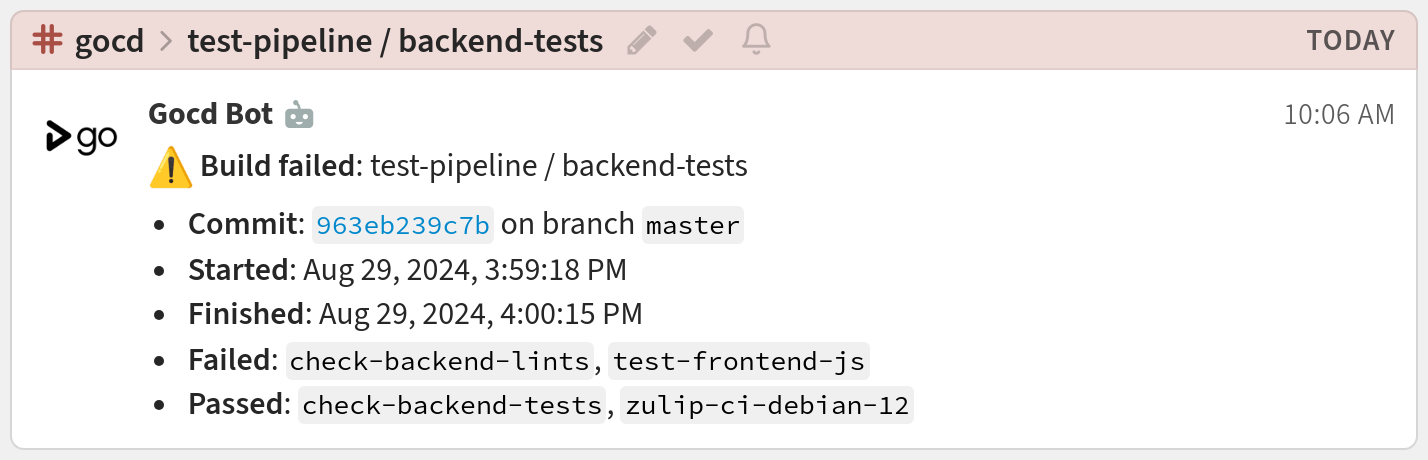 # gocd > test-pipeline / backend-tests TODAY
go
Gocd Bot 10:06 AM
Build failed: test-pipeline / backend-tests
• Commit: 963eb239c7b on branch master
• Started: Aug 29, 2024, 3:59:18 PM
• Finished: Aug 29, 2024, 4:00:15 PM
• Failed: check-backend-lints, test-frontend-js
• Passed: check-backend-tests, zulip-ci-debian-12